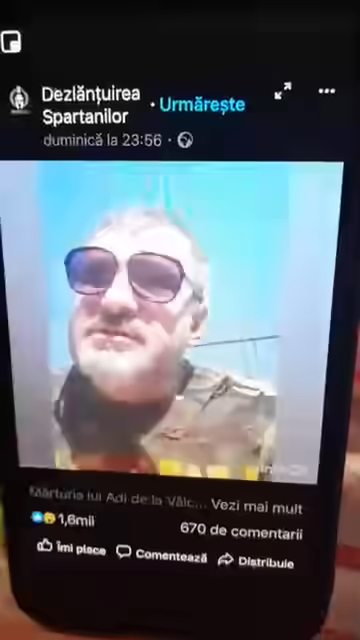 Dezlănțuirea
Spartanilor
· Urmărește
duminică la 23:56 ·
Mărturia lui Adi de la Vâlc... Vezi mai mult
1,6mii
670 de comentarii
Îmi place
Comentează
Distribuie